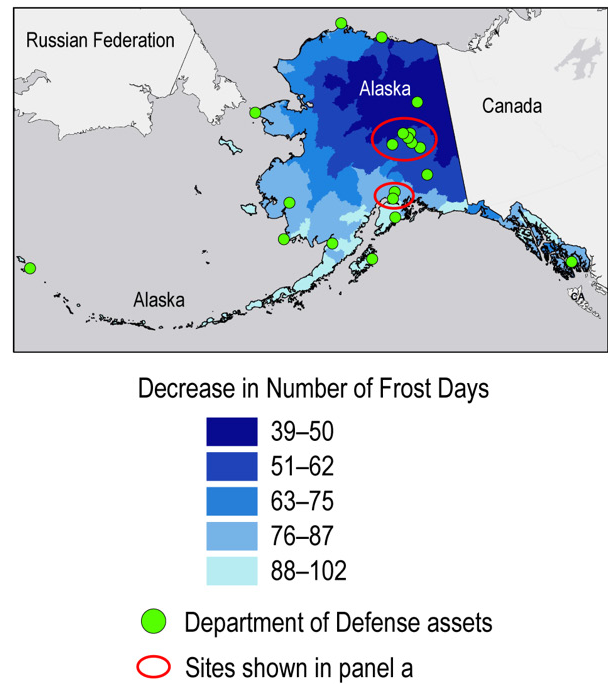 Russian Federation
Alaska
Canada
Alaska
CA
Decrease in Number of Frost Days
39–50
51–62
63–75
76–87
88–102
Department of Defense assets
Sites shown in panel a